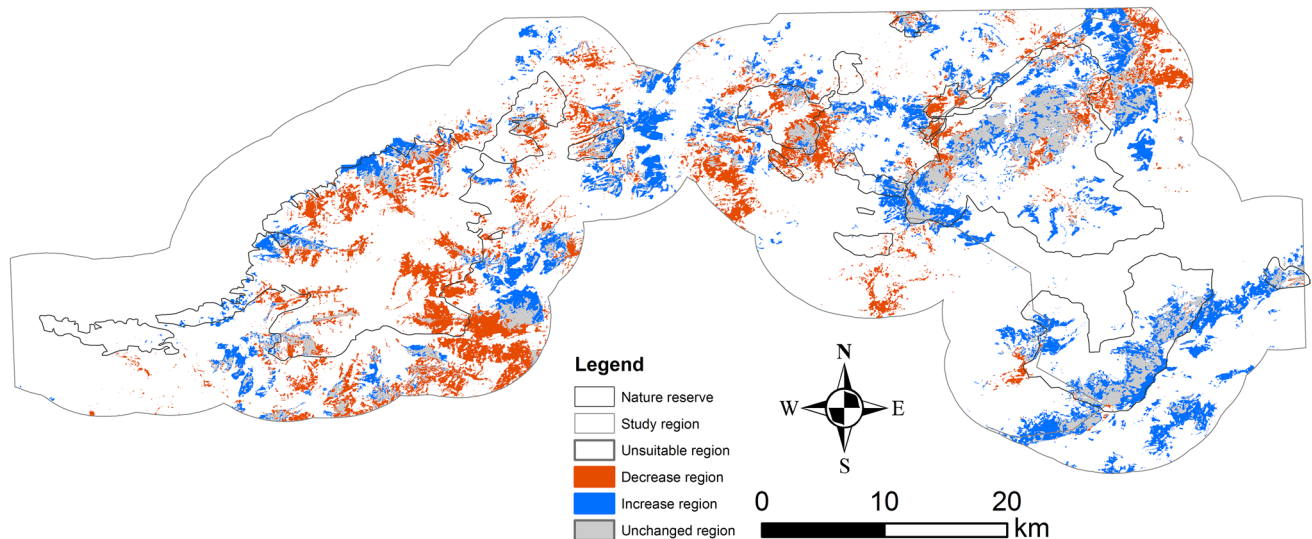 Legend
Nature reserve
Study region
Unsuitable region
Decrease region
Increase region
Unchanged region
N
W E
S
0 10 20
km